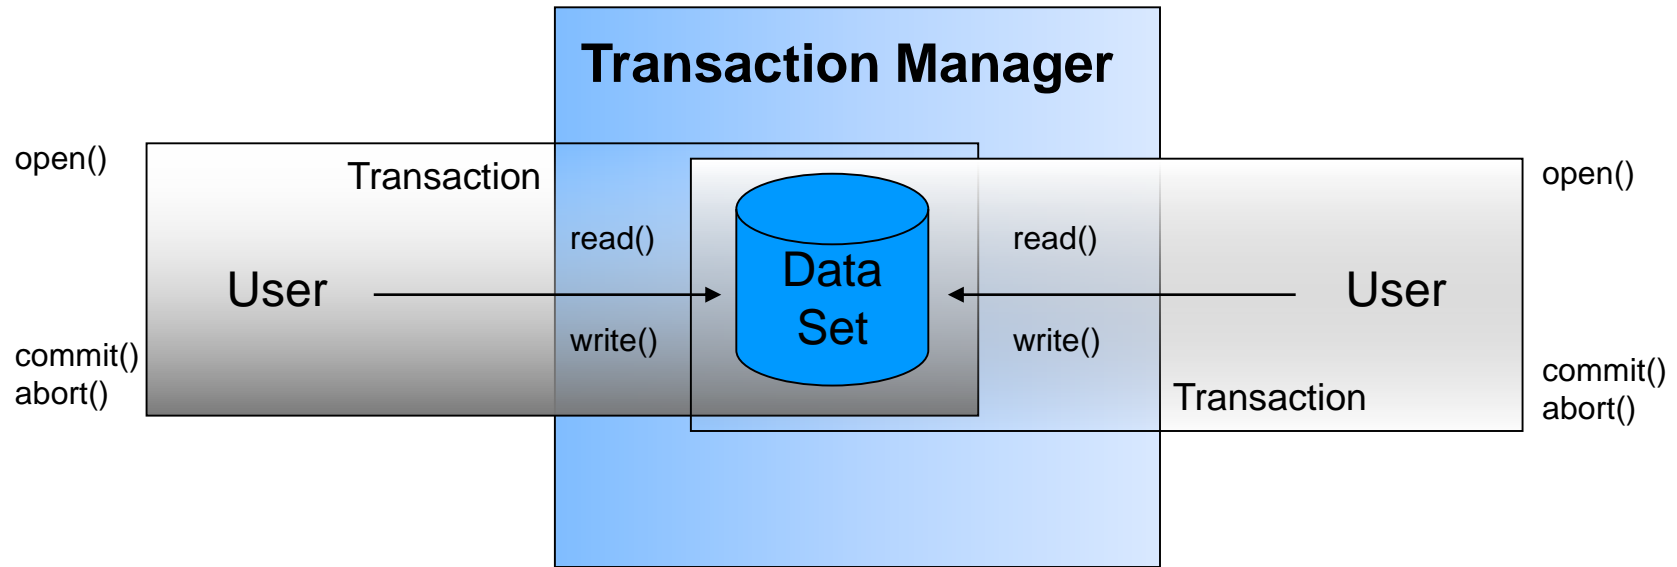 Transaction Manager
open()
Transaction
read()
User
write()
commit()
abort()
Data
Set
open()
read()
User
write()
Transaction
commit()
abort()